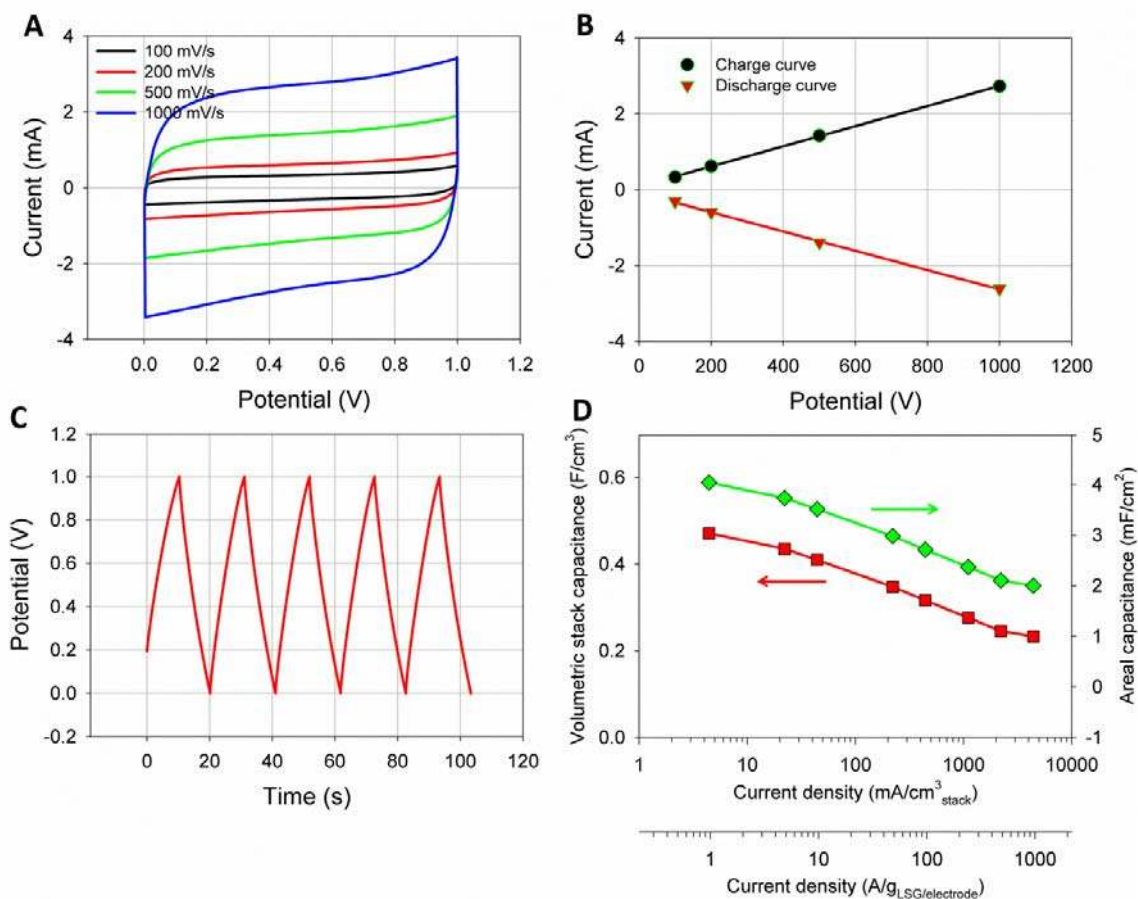 A
4
2
0
-2
-4
Current (mA)
100 mV/s
200 mV/s
500 mV/s
1000 mV/s
0.0 0.2 0.4 0.6 0.8 1.0 1.2
Potential (V)
B
4
2
0
-2
-4
Current (mA)
Charge curve
Discharge curve
0 200 400 600 800 1000 1200
Potential (V)
C
1.2
1.0
0.8
0.6
0.4
0.2
0.0
-0.2
Potential (V)
0 20 40 60 80 100 120
Time (s)
D
0.6
0.4
0.2
0.0
Volumetric stack capacitance (F/cm³)
5
4
3
2
1
0
-1
Areal capacitance (mF/cm²)
1 10 100 1000 10000
Current density (mA/cm³stack)
1 10 100 1000
Current density (A/gLSG/electrode)